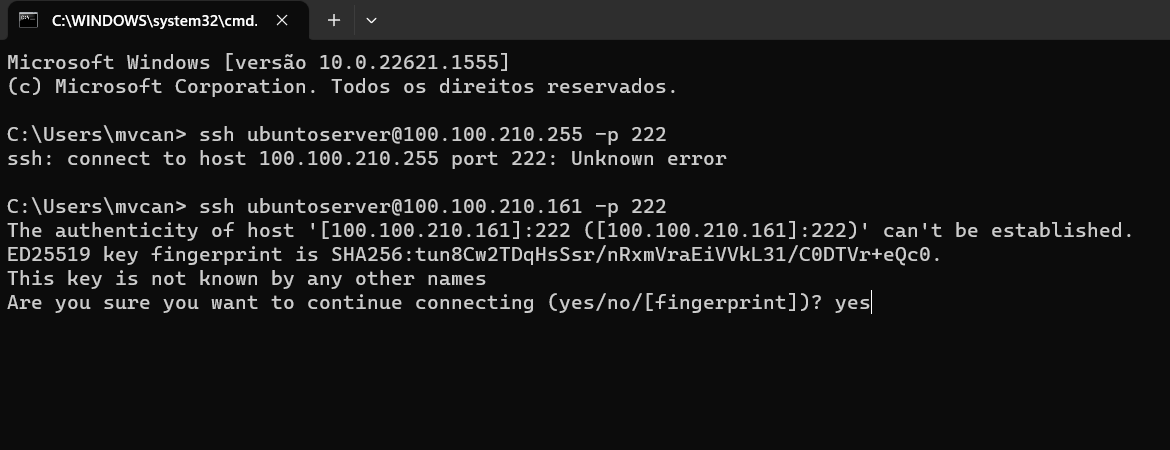 C:\WINDOWS\system32\cmd.
Microsoft Windows [versão 10.0.22621.1555]
(c) Microsoft Corporation. Todos os direitos reservados.
C:\Users\mvcan> ssh ubuntoserver@100.100.210.255 -p 222
ssh: connect to host 100.100.210.255 port 222: Unknown error
C:\Users\mvcan> ssh ubuntoserver@100.100.210.161 -p 222
The authenticity of host '[100.100.210.161]:222 ([100.100.210.161]:222)' can't be established.
ED25519 key fingerprint is SHA256:tun8Cw2TDqHsSsr/nRxmVraEiVVkL31/C0DTVr+eQc0.
This key is not known by any other names
Are you sure you want to continue connecting (yes/no/[fingerprint])? yes